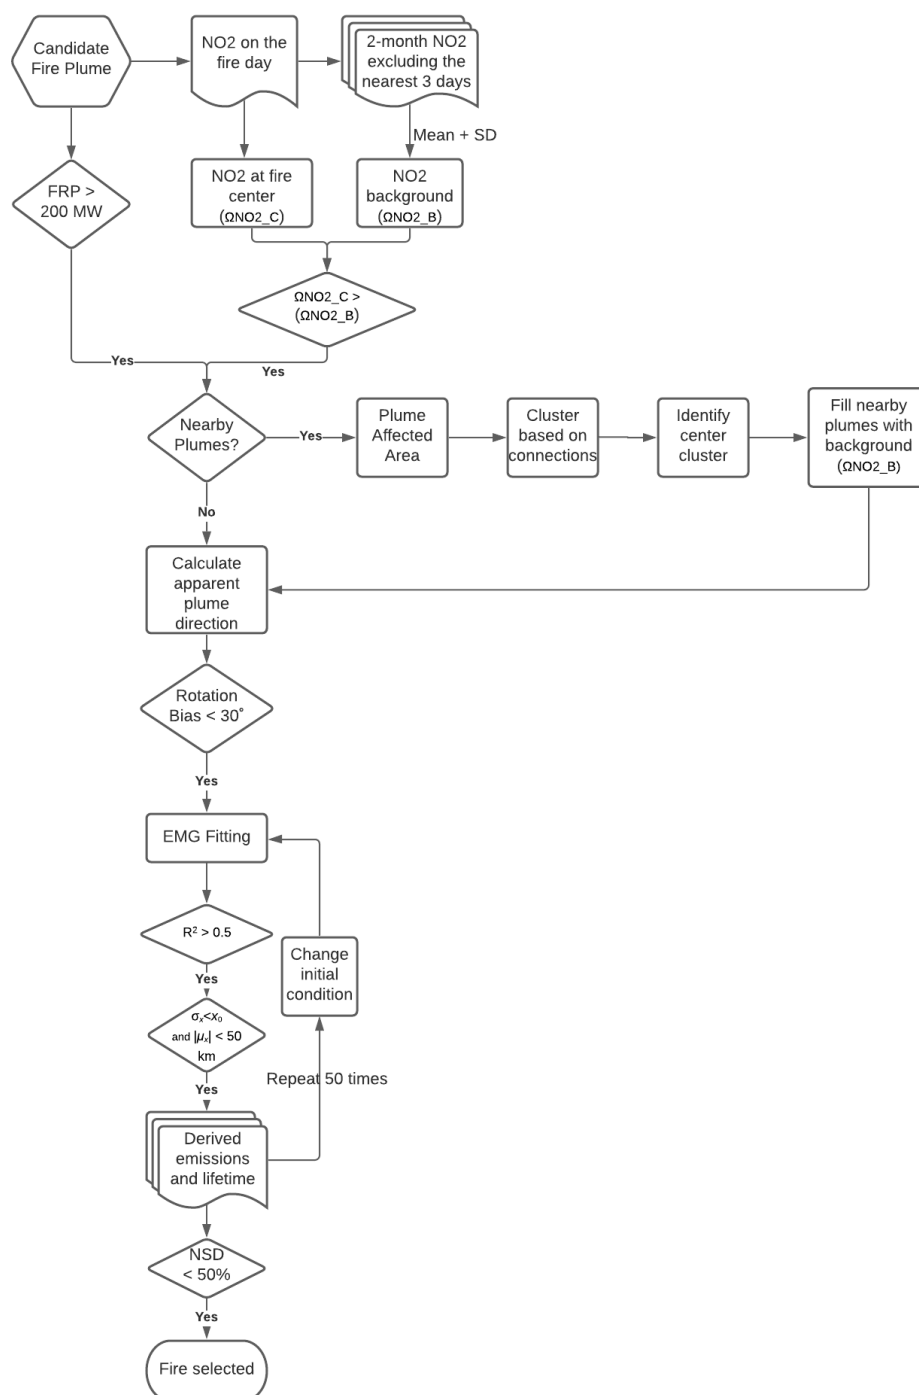 Candidate
Fire Plume
NO2 on the
fire day
2-month NO2
excluding the
nearest 3 days
Mean + SD
FRP >
200 MW
NO2 at fire
center
(ΩNO2_C)
NO2
background
(ΩNO2_B)
ΩNO2_C >
(ΩNO2_B)
Yes
Yes
Nearby
Plumes?
Yes
Plume
Affected
Area
Cluster
based on
connections
Identify
center
cluster
Fill nearby
plumes with
background
(ΩNO2_B)
No
Calculate
apparent
plume
direction
Rotation
Bias < 30°
Yes
EMG Fitting
R² > 0.5
Yes
Change
initial
condition
σₓ<x₀
and |μₓ| < 50
km
Yes
Repeat 50 times
Derived
emissions
and lifetime
NSD
< 50%
Yes
Fire selected